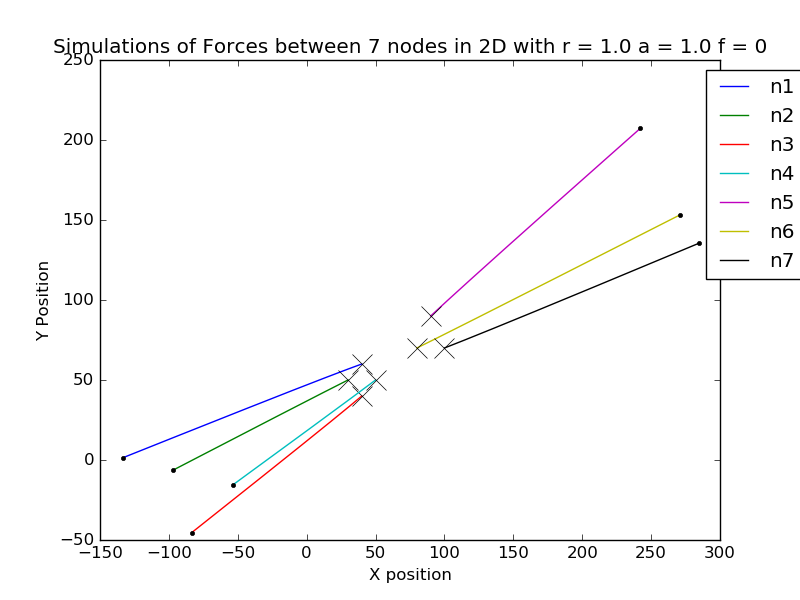 Simulations of Forces between 7 nodes in 2D with r = 1.0 a = 1.0 f = 0
250
200
150
100
50
0
−50
Y Position
−150
−100
−50
0
50
100
150
200
250
300
X position
n1
n2
n3
n4
n5
n6
n7